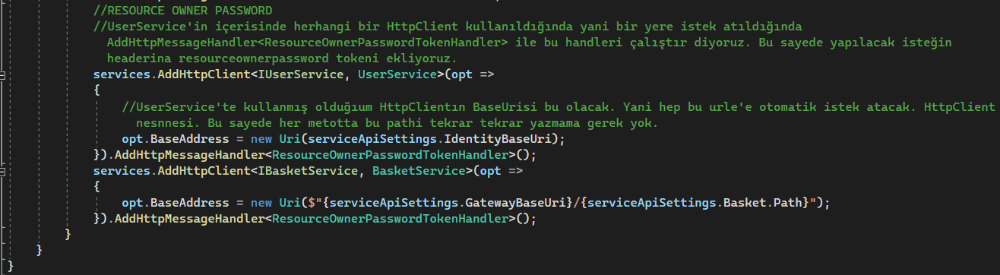 //RESOURCE OWNER PASSWORD
//UserService'in içerisinde herhangi bir HttpClient kullanıldığında yani bir yere istek atıldığında
AddHttpMessageHandler<ResourceOwnerPasswordTokenHandler> ile bu handleri çalıştır diyoruz. Bu sayede yapılacak isteğin
headerina resourceownerpassword tokeni ekliyoruz.
services.AddHttpClient<IUserService, UserService>(opt =>
{
//UserService'te kullanmış olduğıum HttpClientın BaseUrisi bu olacak. Yani hep bu urle'e otomatik istek atacak. HttpClient
nesnnesi. Bu sayede her metotta bu pathi tekrar tekrar yazmama gerek yok.
opt.BaseAddress = new Uri(serviceApiSettings.IdentityBaseUri);
}).AddHttpMessageHandler<ResourceOwnerPasswordTokenHandler>();
services.AddHttpClient<IBasketService, BasketService>(opt =>
{
opt.BaseAddress = new Uri($"{serviceApiSettings.GatewayBaseUri}/{serviceApiSettings.Basket.Path}");
}).AddHttpMessageHandler<ResourceOwnerPasswordTokenHandler>();
}
}
}